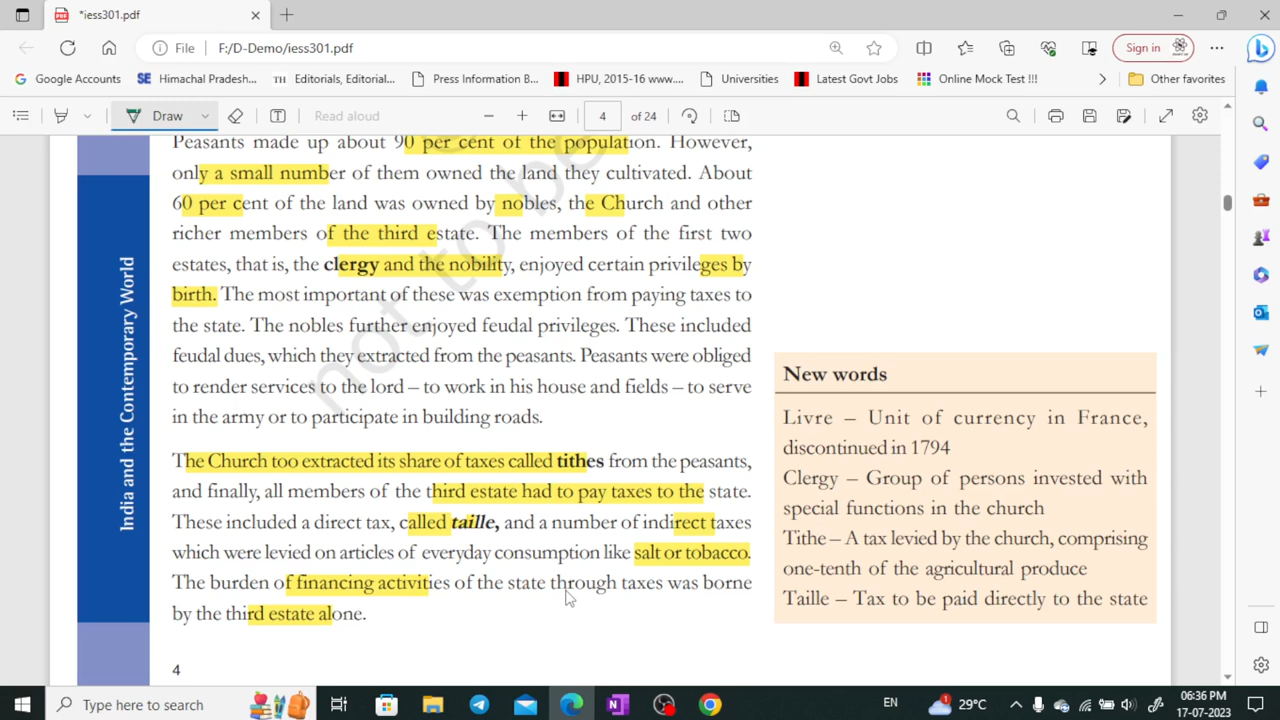 *iess301.pdf
File F:/D-Demo/iess301.pdf Sign in
Google Accounts SE Himachal Pradesh... TH Editorials, Editorial... Press Information B... HPU, 2015-16 www.... Universities Latest Govt Jobs Online Mock Test !!! Other favorites
Draw Read aloud 4 of 24
Peasants made up about 90 per cent of the population. However,
only a small number of them owned the land they cultivated. About
60 per cent of the land was owned by nobles, the Church and other
richer members of the third estate. The members of the first two
estates, that is, the clergy and the nobility, enjoyed certain privileges by
birth. The most important of these was exemption from paying taxes to
the state. The nobles further enjoyed feudal privileges. These included
feudal dues, which they extracted from the peasants. Peasants were obliged
to render services to the lord – to work in his house and fields – to serve
in the army or to participate in building roads.
The Church too extracted its share of taxes called tithes from the peasants,
and finally, all members of the third estate had to pay taxes to the state.
These included a direct tax, called taille, and a number of indirect taxes
which were levied on articles of everyday consumption like salt or tobacco.
The burden of financing activities of the state through taxes was borne
by the third estate alone.
4
India and the Contemporary World
not to be
New words
Livre – Unit of currency in France,
discontinued in 1794
Clergy – Group of persons invested with
special functions in the church
Tithe – A tax levied by the church, comprising
one-tenth of the agricultural produce
Taille – Tax to be paid directly to the state
Type here to search 1 29°C EN 06:36 PM
17-07-2023